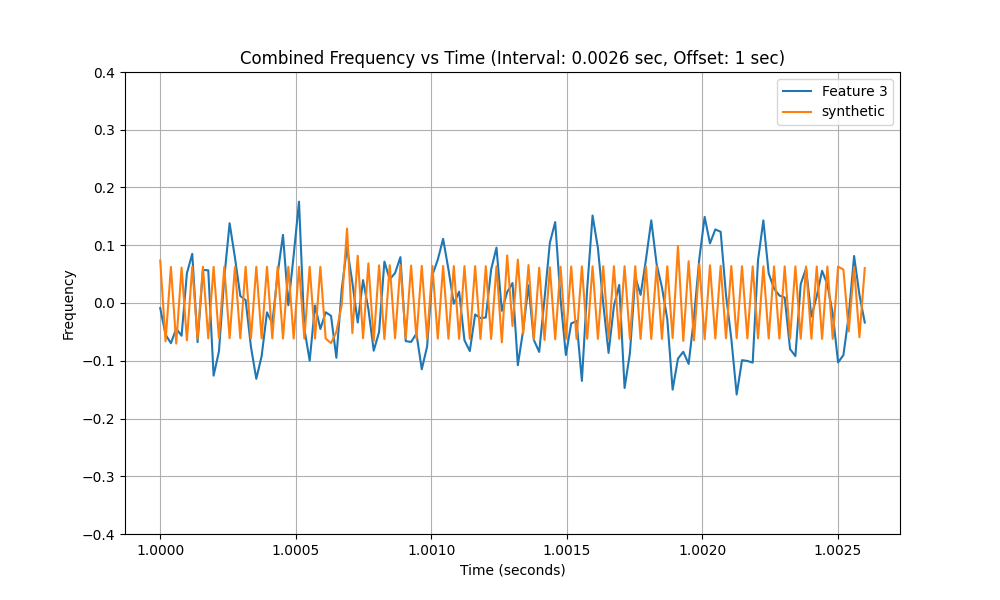 Combined Frequency vs Time (Interval: 0.0026 sec, Offset: 1 sec)
Feature 3
synthetic
Frequency
0.4
0.3
0.2
0.1
0.0
−0.1
−0.2
−0.3
−0.4
1.0000 1.0005 1.0010 1.0015 1.0020 1.0025
Time (seconds)